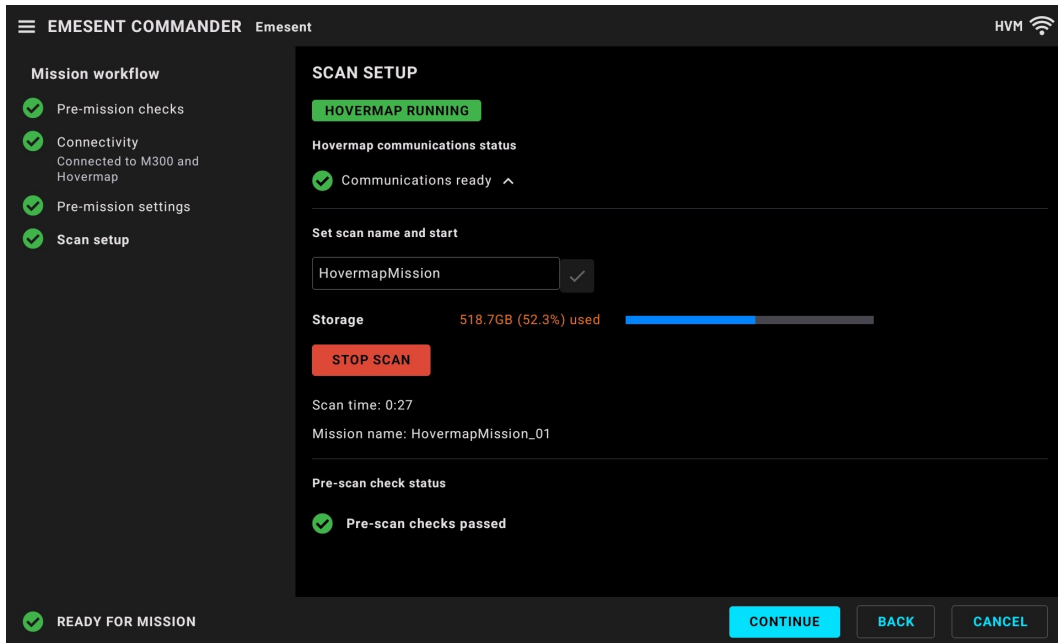 EMESENT COMMANDER Emesent
HVM
Mission workflow
Pre-mission checks
Connectivity
Connected to M300 and
Hovermap
Pre-mission settings
Scan setup
SCAN SETUP
HOVERMAP RUNNING
Hovermap communications status
Communications ready
Set scan name and start
HovermapMission
Storage 518.7GB (52.3%) used
STOP SCAN
Scan time: 0:27
Mission name: HovermapMission_01
Pre-scan check status
Pre-scan checks passed
READY FOR MISSION
CONTINUE BACK CANCEL